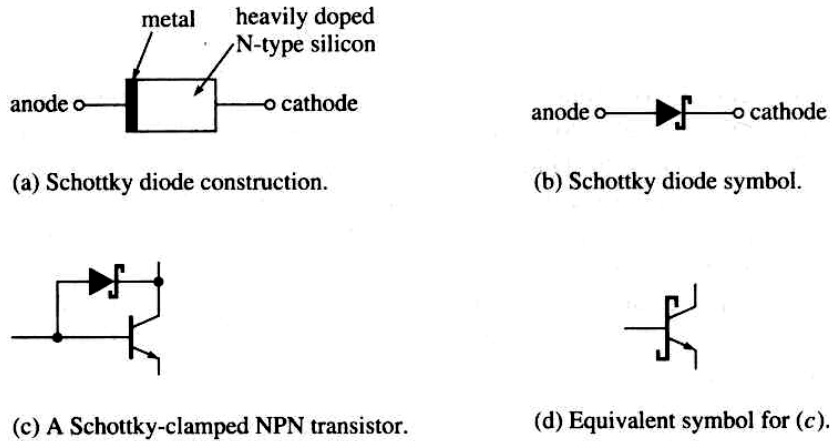 metal
heavily doped
N-type silicon
anode
cathode
(a) Schottky diode construction.
anode
cathode
(b) Schottky diode symbol.
(c) A Schottky-clamped NPN transistor.
(d) Equivalent symbol for (c).